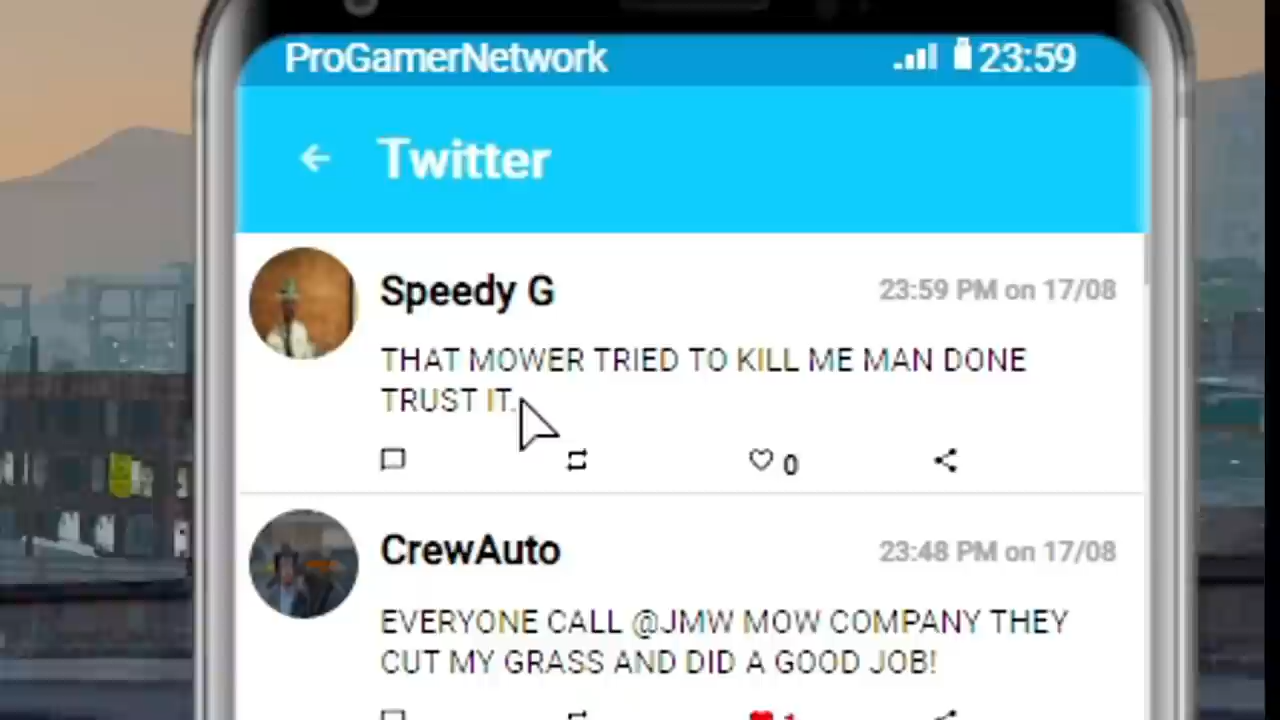 ProGamerNetwork 23:59
Twitter
Speedy G 23:59 PM on 17/08
THAT MOWER TRIED TO KILL ME MAN DONE
TRUST IT.
0
CrewAuto 23:48 PM on 17/08
EVERYONE CALL @JMW MOW COMPANY THEY
CUT MY GRASS AND DID A GOOD JOB!
1